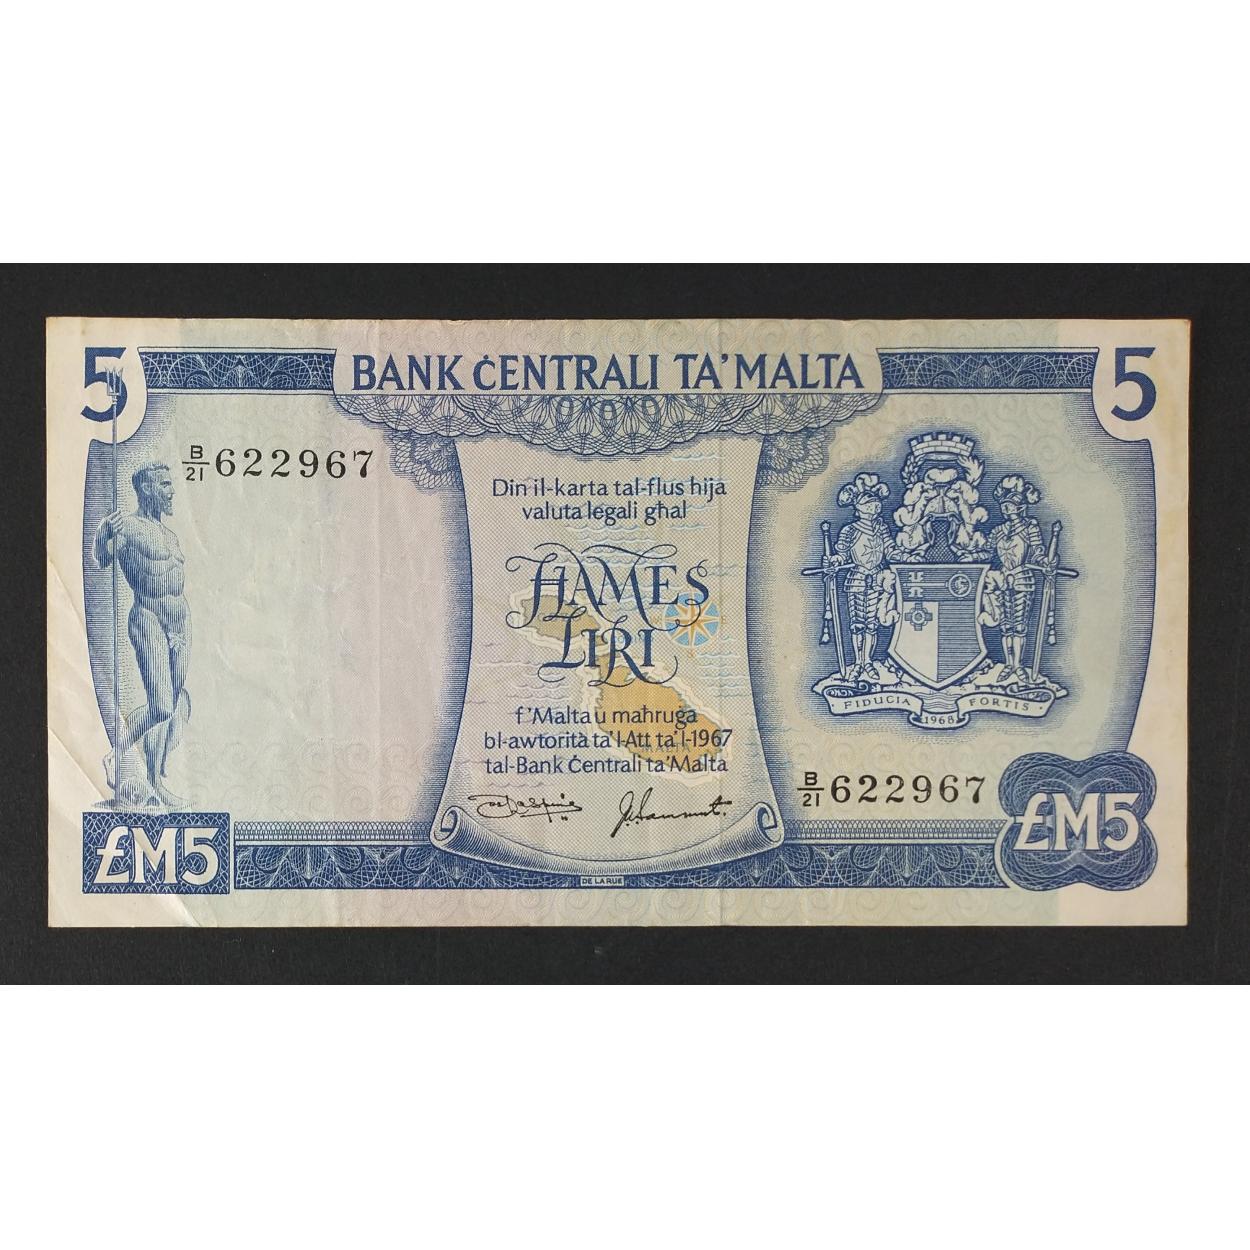 5 BANK ĊENTRALI TA' MALTA 5
B/21 622967
Din il-karta tal-flus hija
valuta legali għal
ĦAMES
LIRI
f'Malta u maħruġa
bl-awtorità ta' l-Att ta' l-1967
tal-Bank Ċentrali ta' Malta
FIDUCIA 1968 FORTIS
B/21 622967
£M5 £M5
DE LA RUE